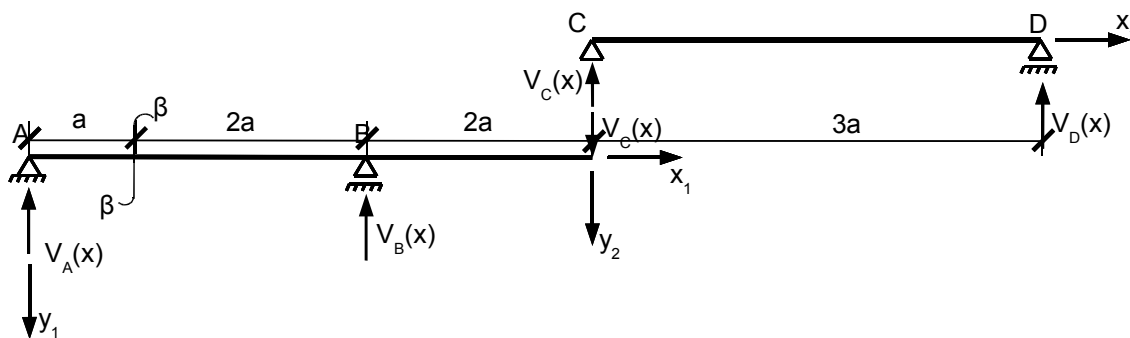 C D x
V_C(x)
A a β 2a B 2a V_C(x) 3a V_D(x)
x_1
β
V_A(x) V_B(x) y_2
y_1